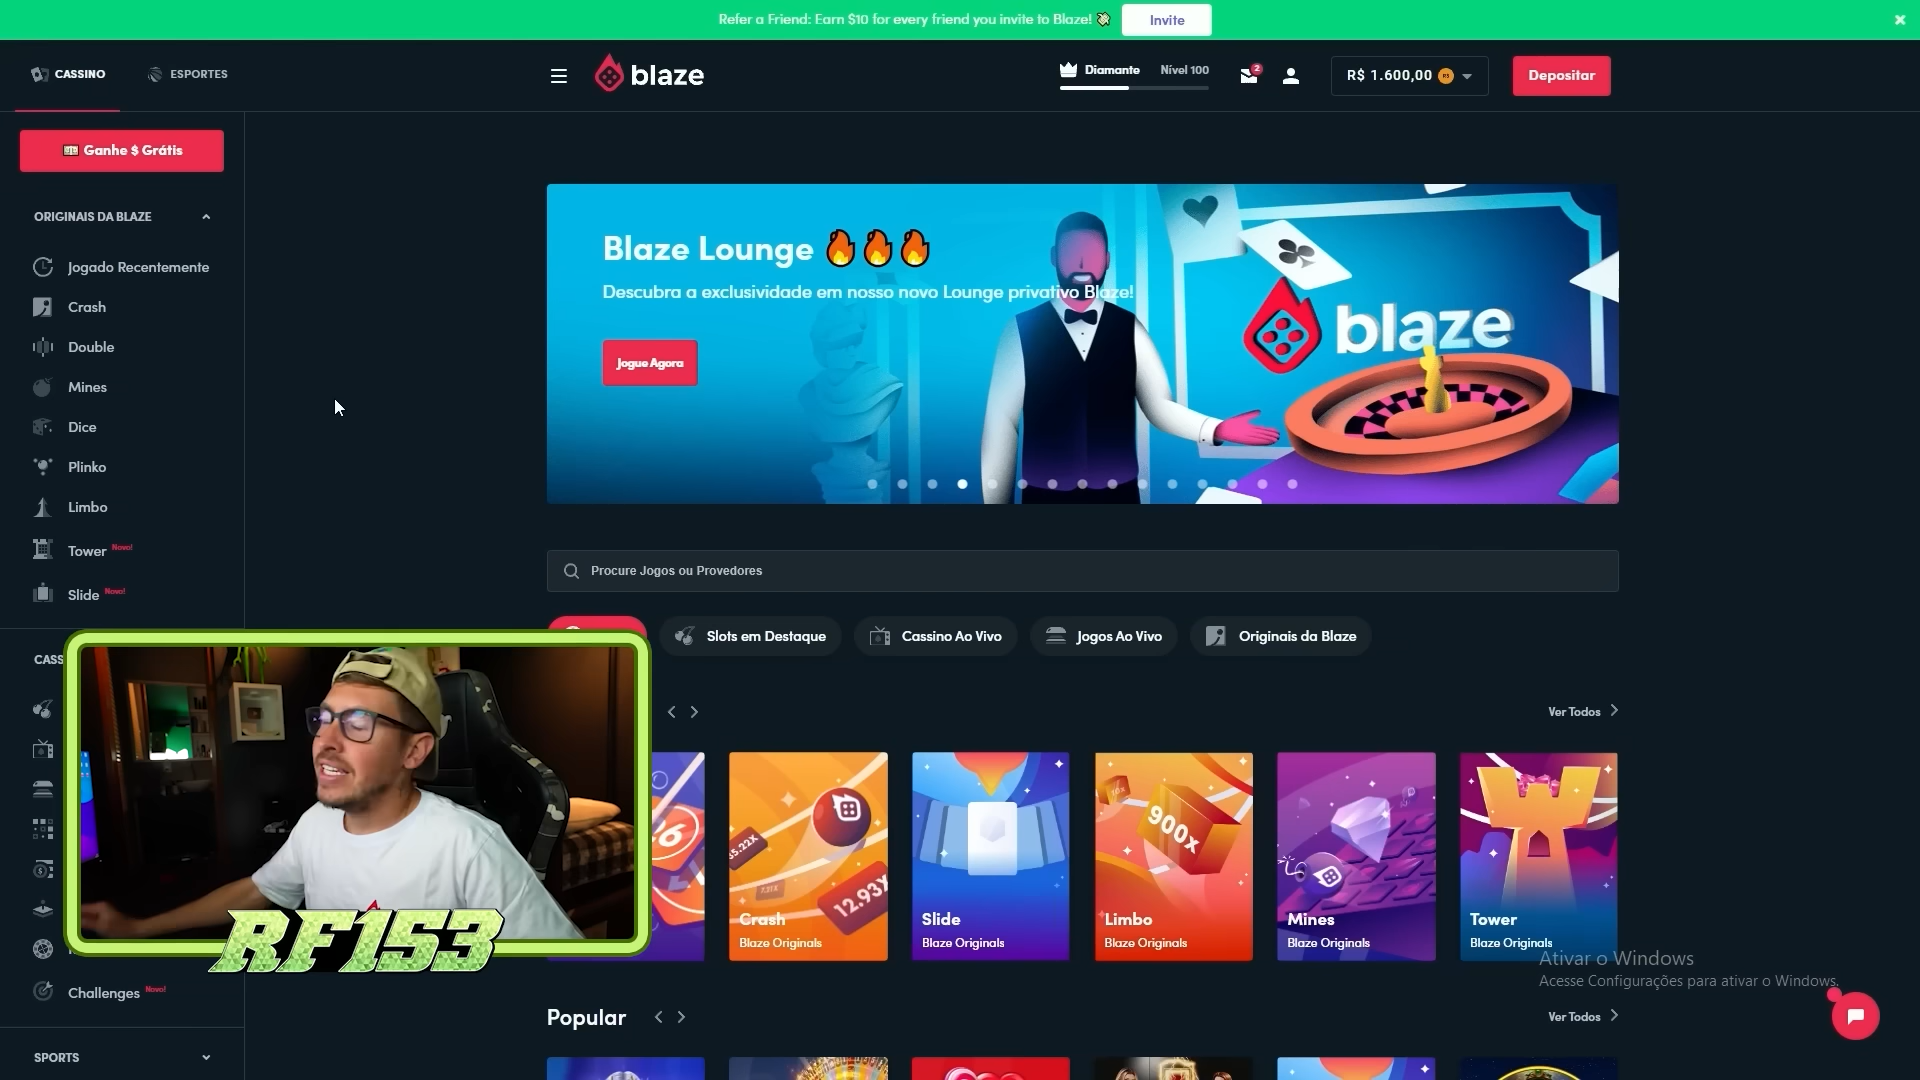 Refer a Friend: Earn $10 for every friend you invite to Blaze!
Invite
CASSINO
ESPORTES
blaze
Diamante
Nível 100
2
R$ 1.600,00
R$
Depositar
Ganhe $ Grátis
ORIGINAIS DA BLAZE
Jogado Recentemente
Crash
Double
Mines
Dice
Plinko
Limbo
Tower Novo!
Slide Novo!
Blaze Lounge
Descubra a exclusividade em nosso novo Lounge privativo Blaze!
Jogue Agora
blaze
Procure Jogos ou Provedores
Slots em Destaque
Cassino Ao Vivo
Jogos Ao Vivo
Originais da Blaze
CASS
Ver Todos
12.93x
900x
Crash
Blaze Originals
Slide
Blaze Originals
Limbo
Blaze Originals
Mines
Blaze Originals
Tower
Blaze Originals
RF153
Ativar o Windows
Acesse Configurações para ativar o Windows.
Challenges Novo!
Popular
Ver Todos
SPORTS